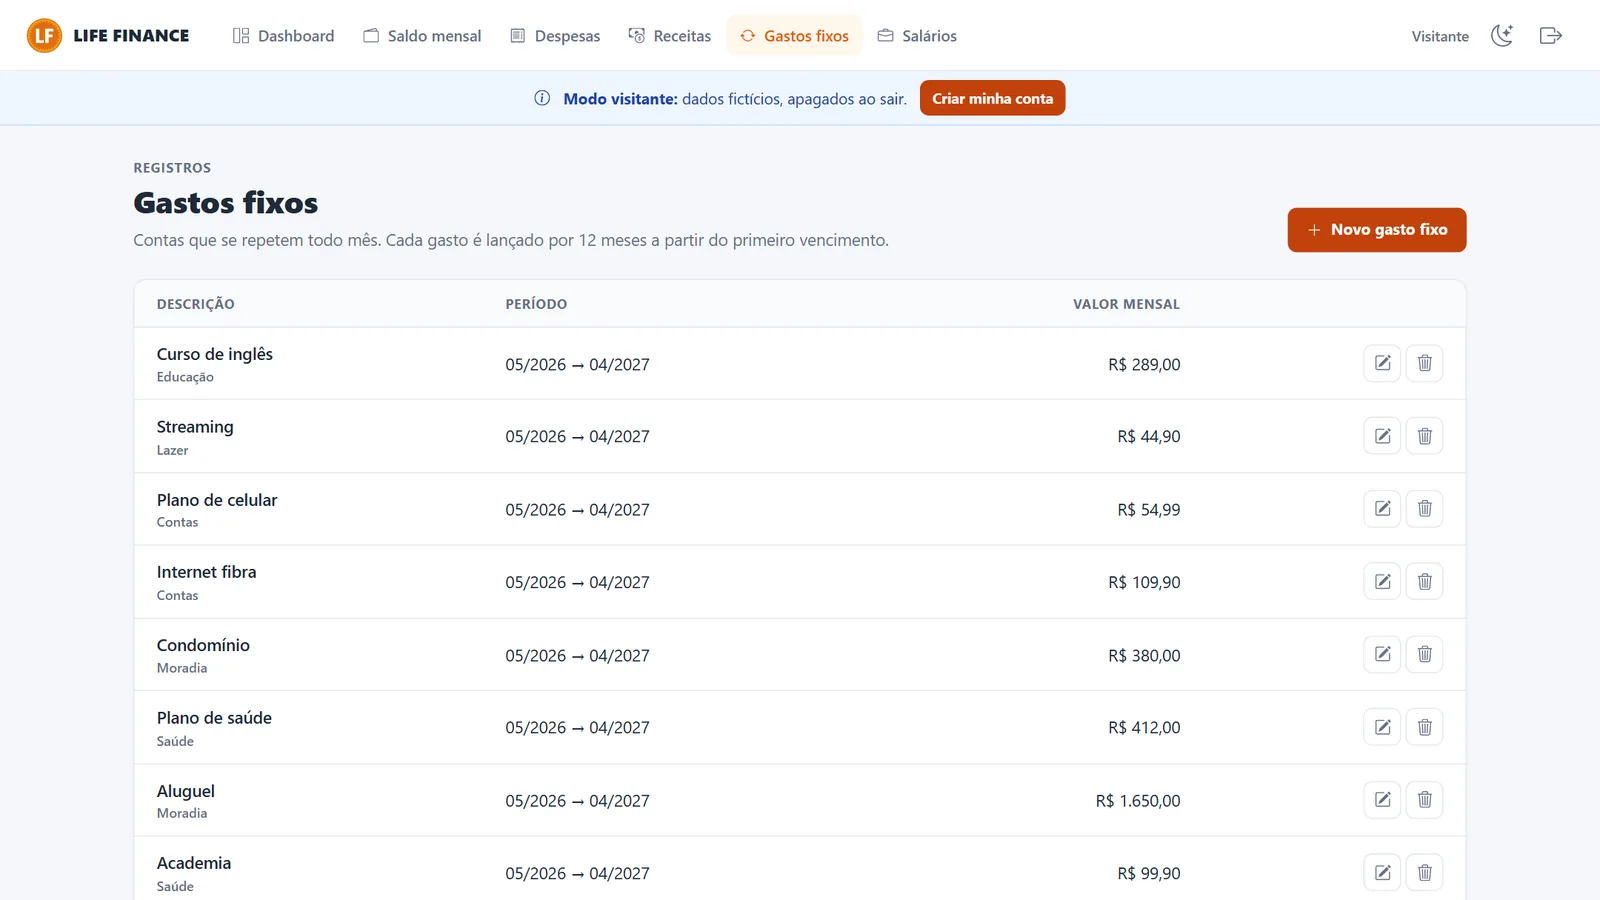 LF LIFE FINANCE Dashboard Saldo mensal Despesas Receitas Gastos fixos Salários Visitante
Modo visitante: dados fictícios, apagados ao sair. Criar minha conta
REGISTROS
Gastos fixos
Contas que se repetem todo mês. Cada gasto é lançado por 12 meses a partir do primeiro vencimento.
+ Novo gasto fixo
DESCRIÇÃO PERÍODO VALOR MENSAL
Curso de inglês
Educação
05/2026 → 04/2027 R$ 289,00
Streaming
Lazer
05/2026 → 04/2027 R$ 44,90
Plano de celular
Contas
05/2026 → 04/2027 R$ 54,99
Internet fibra
Contas
05/2026 → 04/2027 R$ 109,90
Condomínio
Moradia
05/2026 → 04/2027 R$ 380,00
Plano de saúde
Saúde
05/2026 → 04/2027 R$ 412,00
Aluguel
Moradia
05/2026 → 04/2027 R$ 1.650,00
Academia
Saúde
05/2026 → 04/2027 R$ 99,90